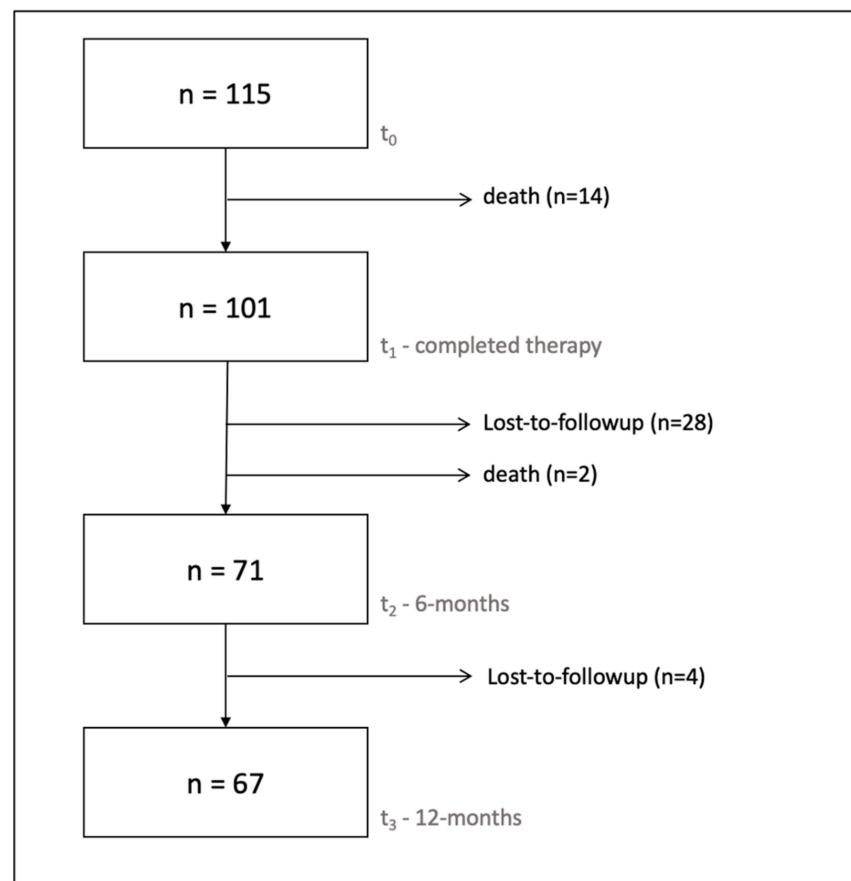 n = 115
t₀
death (n=14)
n = 101
t₁ - completed therapy
Lost-to-followup (n=28)
death (n=2)
n = 71
t₂ - 6-months
Lost-to-followup (n=4)
n = 67
t₃ - 12-months